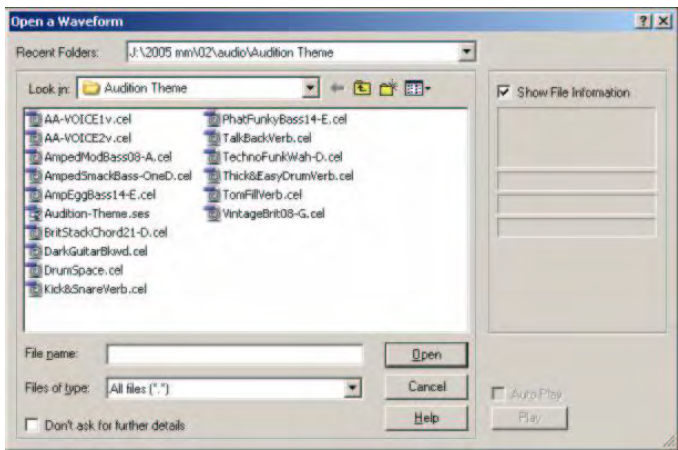 Open a Waveform
Recent Folders: J:\2005 mm\02\audio\Audition Theme
Look in: Audition Theme
Show File Information
AA-VOICE1v.cel
AA-VOICE2v.cel
AmpedModBass08-A.cel
AmpedSmackBass-OneD.cel
AmpEggBass14-E.cel
Audition-Theme.ses
BritStackChord21-D.cel
DarkGuitarBkwd.cel
DrumSpace.cel
Kick&SnareVerb.cel
PhatFunkyBass14-E.cel
TalkBackVerb.cel
TechnoFunkWah-D.cel
Thick&EasyDrumVerb.cel
TomFillVerb.cel
VintageBrit08-G.cel
File name:
Open
Files of type: All files (*.*)
Cancel
Auto Play
Don't ask for further details
Help
Play